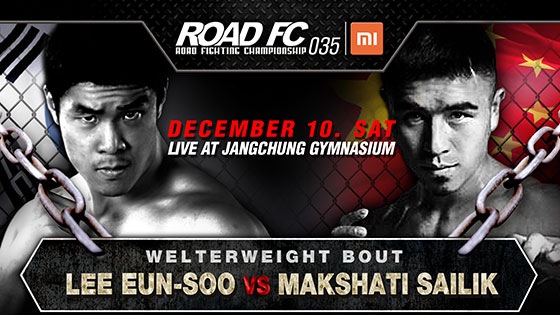 ROAD FC 035
ROAD FIGHTING CHAMPIONSHIP
mi
DECEMBER 10. SAT
LIVE AT JANGCHUNG GYMNASIUM
WELTERWEIGHT BOUT
LEE EUN-SOO VS MAKSHATI SAILIK